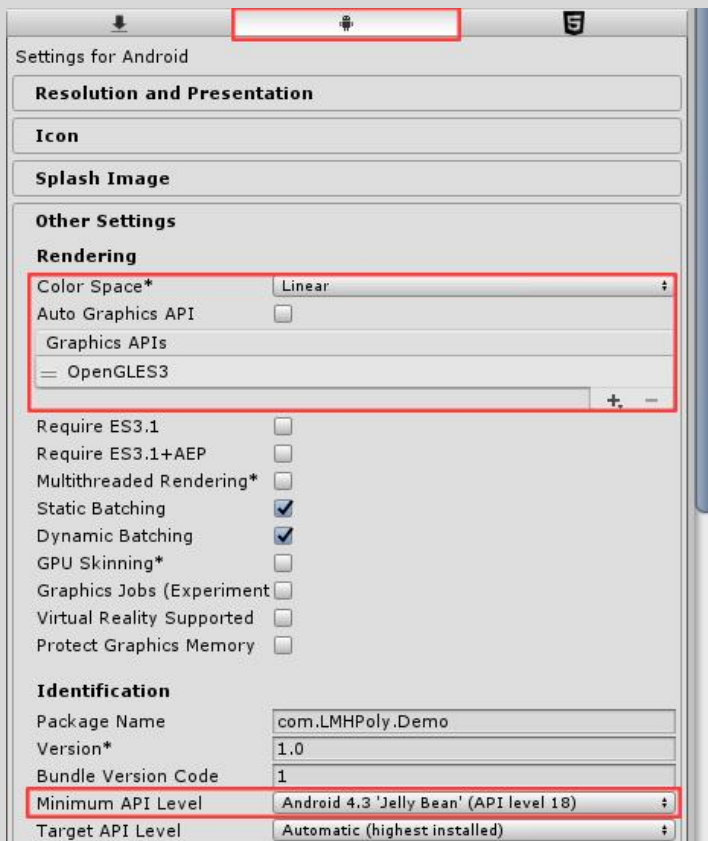 Settings for Android
Resolution and Presentation
Icon
Splash Image
Other Settings
Rendering
Color Space* Linear
Auto Graphics API
Graphics APIs
OpenGLES3
Require ES3.1
Require ES3.1+AEP
Multithreaded Rendering*
Static Batching
Dynamic Batching
GPU Skinning*
Graphics Jobs (Experiment
Virtual Reality Supported
Protect Graphics Memory
Identification
Package Name com.LMHPoly.Demo
Version* 1.0
Bundle Version Code 1
Minimum API Level Android 4.3 'Jelly Bean' (API level 18)
Target API Level Automatic (highest installed)